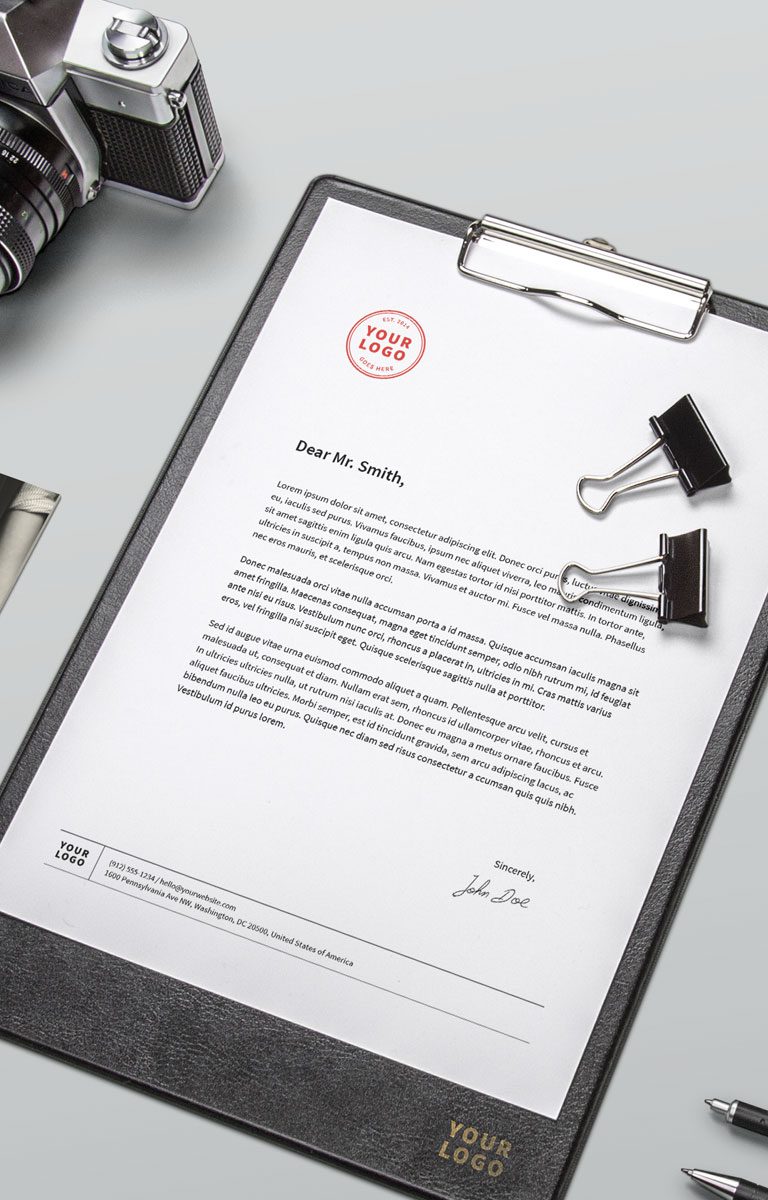 22 16
EST. 2014
YOUR
LOGO
GOES HERE
Dear Mr. Smith,
Lorem ipsum dolor sit amet, consectetur adipiscing elit. Donec orci purus, luctus vitae dignissim
eu, iaculis sed purus. Vivamus faucibus, ipsum nec aliquet viverra, leo mattis condimentum ligula,
sit amet sagittis enim ligula quis arcu. Nam egestas tortor id nisi porttitor mattis. In tortor ante,
ultricies in suscipit a, tempus non massa. Vivamus et auctor mi. Fusce vel massa nulla. Phasellus
nec eros mauris, et scelerisque orci.
Donec malesuada orci vitae nulla accumsan porta a id massa. Quisque accumsan iaculis magna sit
amet fringilla. Maecenas consequat, magna eget tincidunt semper, odio nibh rutrum mi, id feugiat
ante nisi eu risus. Vestibulum nunc orci, rhoncus a placerat in, ultricies in mi. Cras mattis varius
eros, vel fringilla nisi suscipit eget. Quisque scelerisque sagittis nulla at porttitor.
Sed id augue vitae urna euismod commodo aliquet a quam. Pellentesque arcu velit, cursus et
malesuada ut, consequat et diam. Nullam erat sem, rhoncus id ullamcorper vitae, rhoncus et arcu.
In ultricies ultricies nulla, ut rutrum nisi iaculis at. Donec eu magna a metus ornare faucibus. Fusce
aliquet faucibus ultricies. Morbi semper, est id tincidunt gravida, sem arcu adipiscing lacus, ac
bibendum nulla leo eu purus. Quisque nec diam sed risus consectetur a ccumsan quis quis nibh.
Vestibulum id purus lorem.
Sincerely,
John Doe
YOUR
LOGO
(912) 555-1234 / hello@yourwebsite.com
1600 Pennsylvania Ave NW, Washington, DC 20500, United States of America
YOUR
LOGO